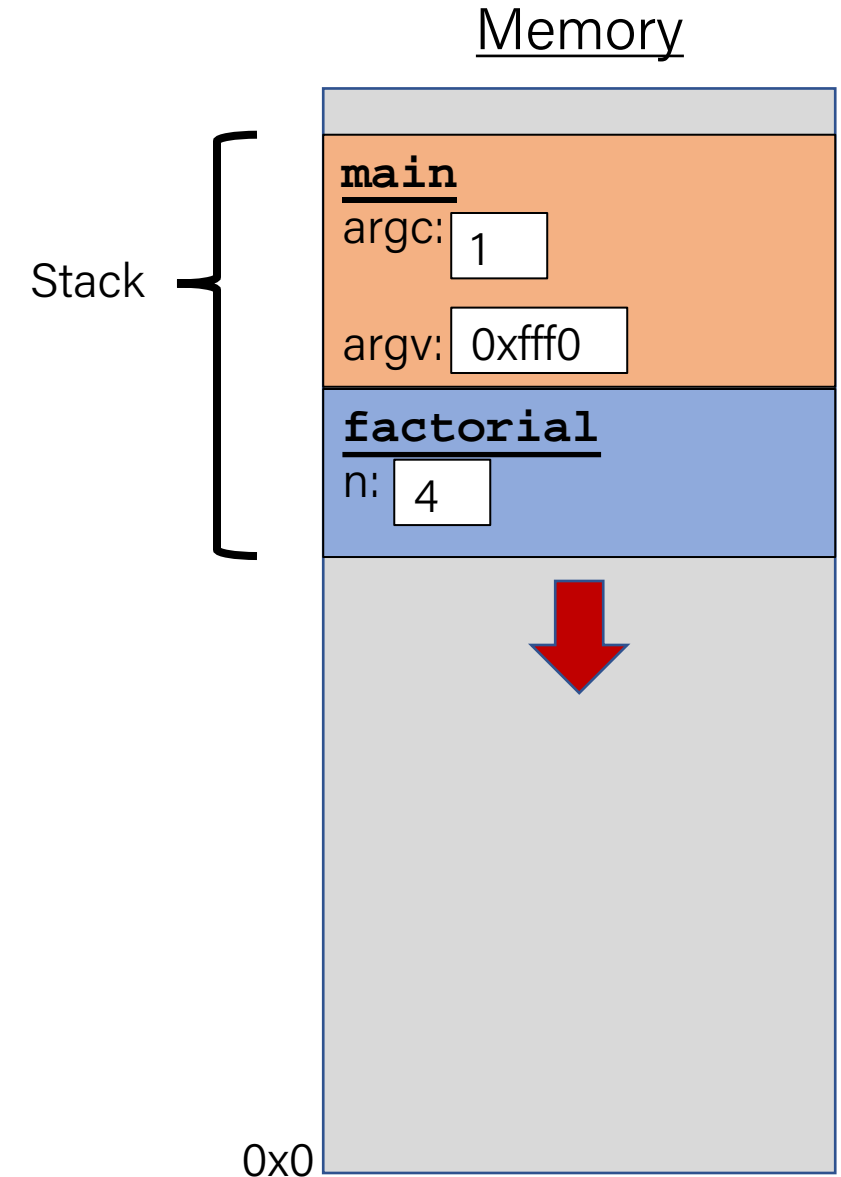 Memory
main
argc: 1
Stack
argv: 0xfff0
factorial
n: 4
0x0